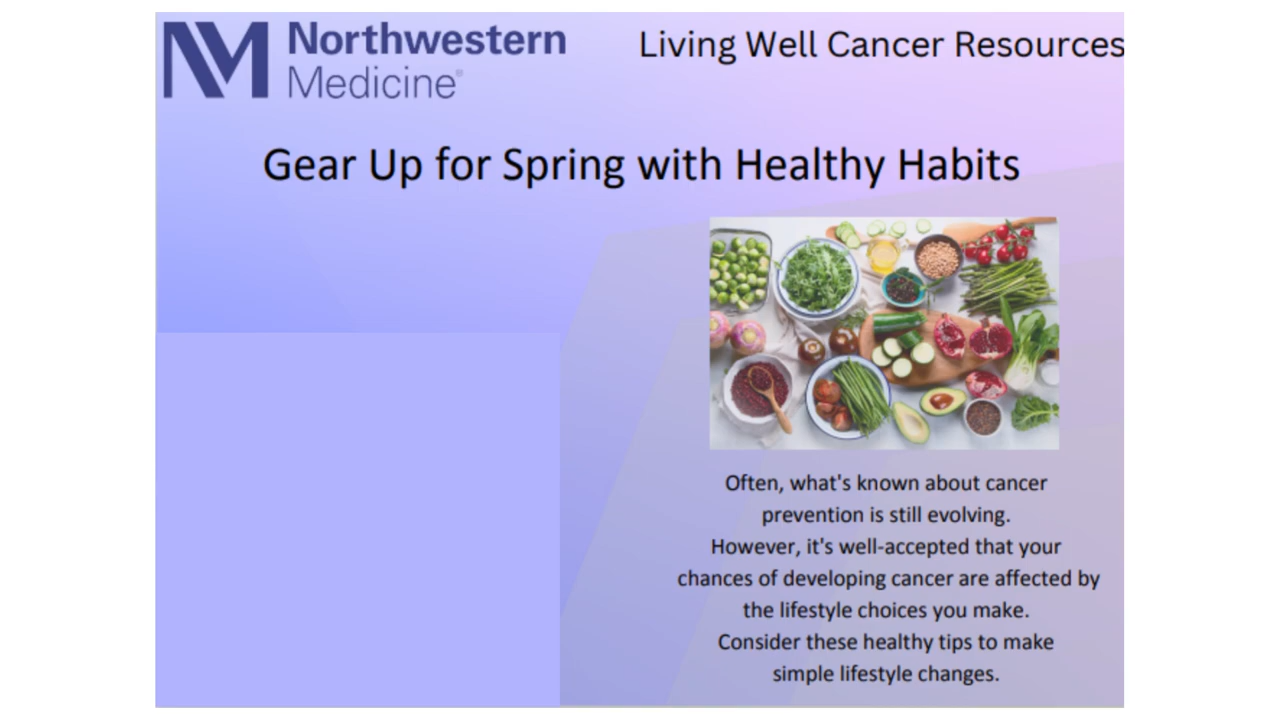 Northwestern
Medicine®
Living Well Cancer Resources
Gear Up for Spring with Healthy Habits
Often, what's known about cancer
prevention is still evolving.
However, it's well-accepted that your
chances of developing cancer are affected by
the lifestyle choices you make.
Consider these healthy tips to make
simple lifestyle changes.